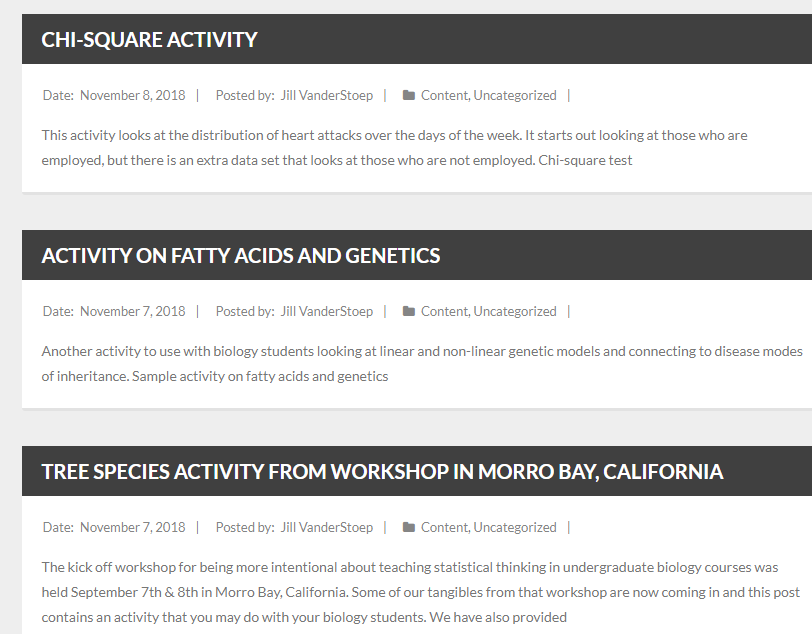 CHI-SQUARE ACTIVITY
Date: November 8, 2018 | Posted by: Jill VanderStoep | Content, Uncategorized |
This activity looks at the distribution of heart attacks over the days of the week. It starts out looking at those who are
employed, but there is an extra data set that looks at those who are not employed. Chi-square test
ACTIVITY ON FATTY ACIDS AND GENETICS
Date: November 7, 2018 | Posted by: Jill VanderStoep | Content, Uncategorized |
Another activity to use with biology students looking at linear and non-linear genetic models and connecting to disease modes
of inheritance. Sample activity on fatty acids and genetics
TREE SPECIES ACTIVITY FROM WORKSHOP IN MORRO BAY, CALIFORNIA
Date: November 7, 2018 | Posted by: Jill VanderStoep | Content, Uncategorized |
The kick off workshop for being more intentional about teaching statistical thinking in undergraduate biology courses was
held September 7th & 8th in Morro Bay, California. Some of our tangibles from that workshop are now coming in and this post
contains an activity that you may do with your biology students. We have also provided